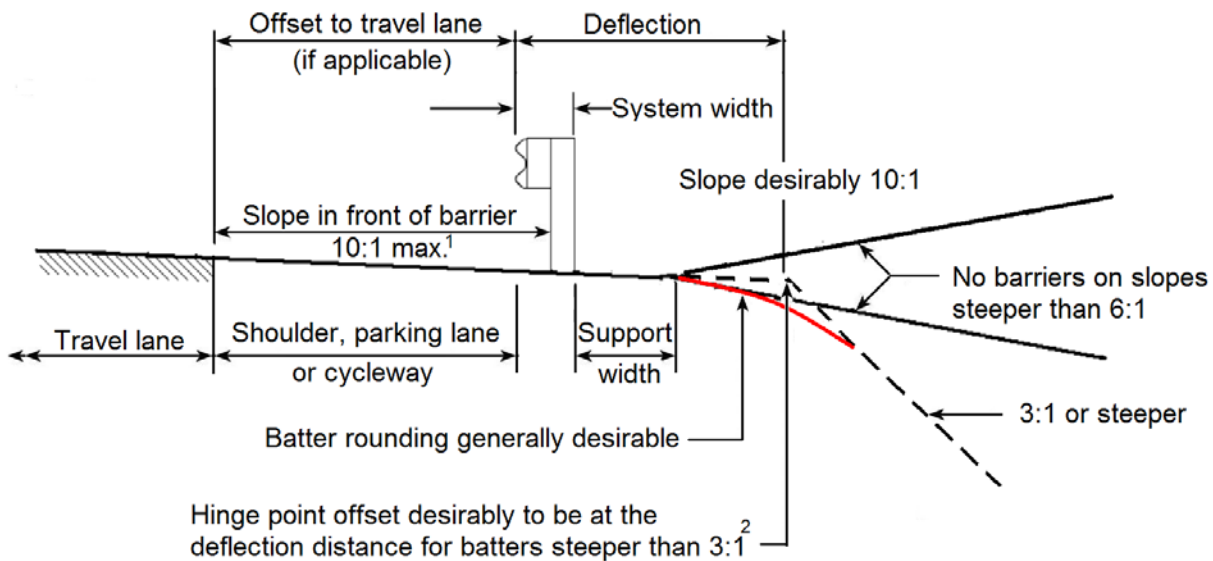 Offset to travel lane
(if applicable)
Deflection
System width
Slope desirably 10:1
Slope in front of barrier
10:1 max.¹
No barriers on slopes
steeper than 6:1
Travel lane
Shoulder, parking lane
or cycleway
Support
width
3:1 or steeper
Batter rounding generally desirable
Hinge point offset desirably to be at the
deflection distance for batters steeper than 3:1²